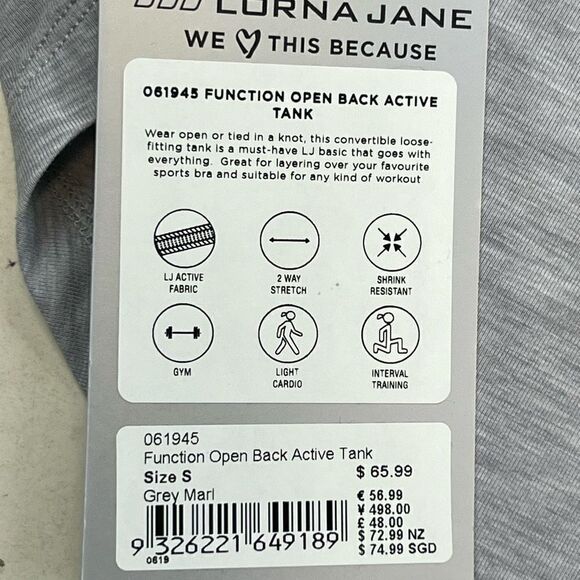 LORNA JANE
WE THIS BECAUSE
061945 FUNCTION OPEN BACK ACTIVE
TANK
Wear open or tied in a knot, this convertible loose-
fitting tank is a must-have LJ basic that goes with
everything. Great for layering over your favourite
sports bra and suitable for any kind of workout
LJ ACTIVE
FABRIC
2 WAY
STRETCH
SHRINK
RESISTANT
GYM
LIGHT
CARDIO
INTERVAL
TRAINING
061945
Function Open Back Active Tank
Size S
$ 65.99
Grey Marl
€ 56.99
¥ 498.00
£ 48.00
$ 72.99 NZ
$ 74.99 SGD
9 326221 649189
0619